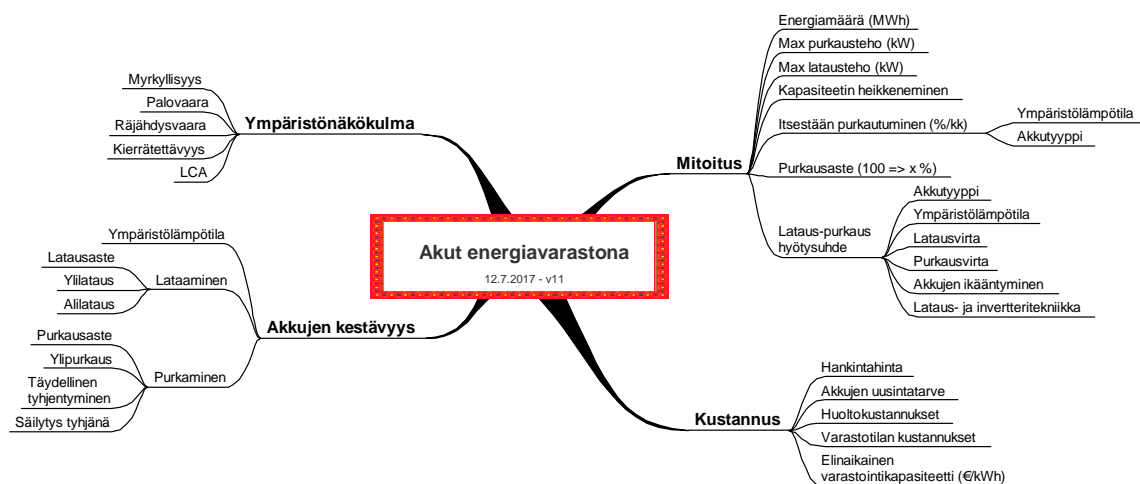 Akut energiavarastona
12.7.2017 - v11
Ympäristönäkökulma
Myrkyllisyys
Palovaara
Räjähdysvaara
Kierrätettävyys
LCA
Akkujen kestävyys
Ympäristölämpötila
Lataaminen
Latausaste
Ylilataus
Alilataus
Purkaminen
Purkausaste
Ylipurkaus
Täydellinen
tyhjentyminen
Säilytys tyhjänä
Mitoitus
Energiamäärä (MWh)
Max purkausteho (kW)
Max latausteho (kW)
Kapasiteetin heikkeneminen
Itsestään purkautuminen (%/kk)
Ympäristölämpötila
Akkutyyppi
Purkausaste (100 => x %)
Lataus-purkaus
hyötysuhde
Akkutyyppi
Ympäristölämpötila
Latausvirta
Purkausvirta
Akkujen ikääntyminen
Lataus- ja invertteritekniikka
Kustannus
Hankintahinta
Akkujen uusintatarve
Huoltokustannukset
Varastotilan kustannukset
Elinaikainen
varastointikapasiteetti (€/kWh)